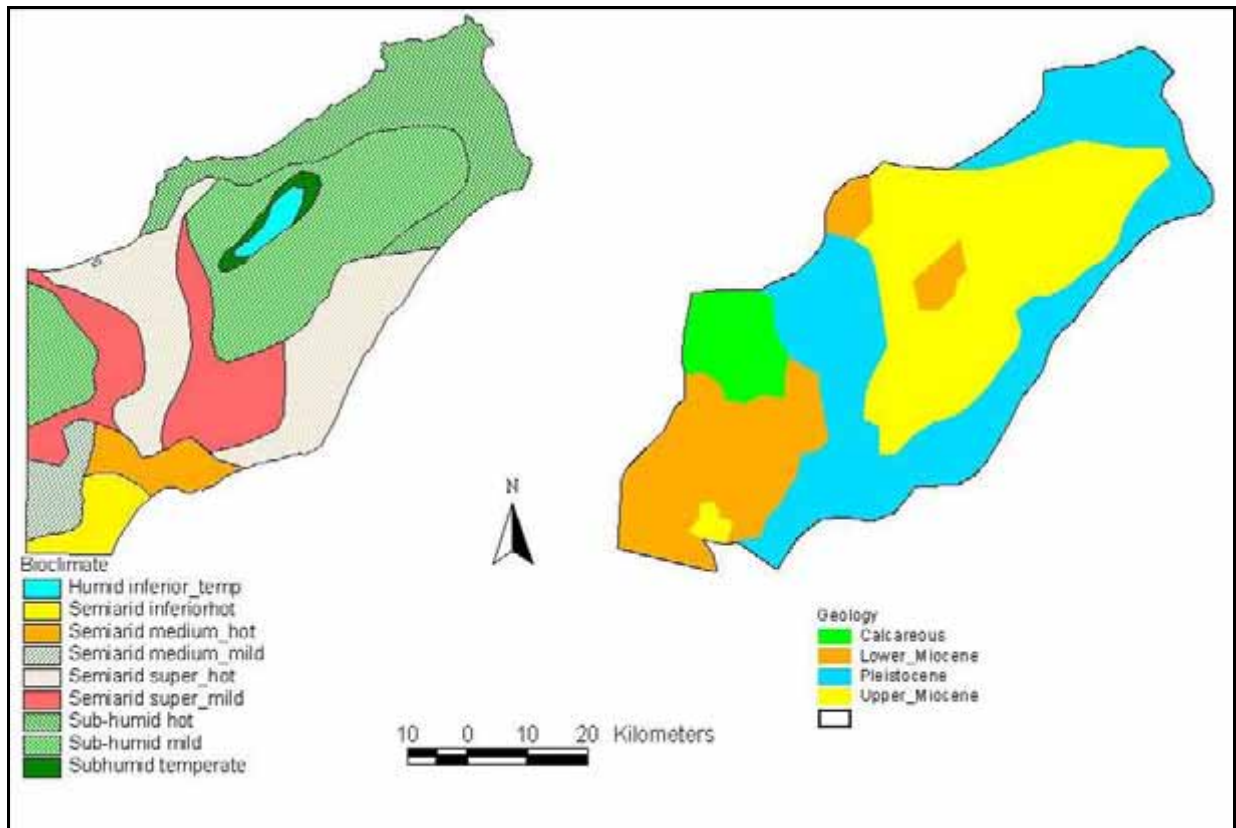 N
Bioclimate
Humid inferior_temp
Semiarid inferiorhot
Semiarid medium_hot
Semiarid medium_mild
Semiarid super_hot
Semiarid super_mild
Sub-humid hot
Sub-humid mild
Subhumid temperate
10 0 10 20 Kilometers
Geology
Calcareous
Lower_Miocene
Pleistocene
Upper_Miocene